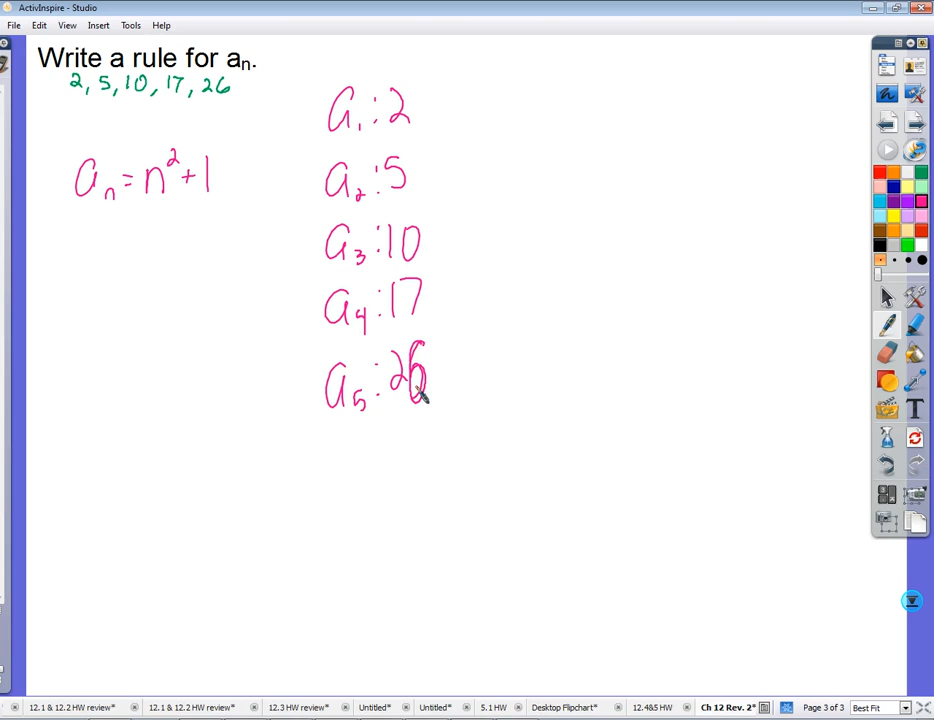 ActivInspire - Studio
File Edit View Insert Tools Help
Write a rule for aₙ.
2, 5, 10, 17, 26
aₙ = n² + 1
a₁ : 2
a₂ : 5
a₃ : 10
a₄ : 17
a₅ : 26
T
12.1 & 12.2 HW review* 12.1 & 12.2 HW review* 12.3 HW review* Untitled* Untitled* 5.1 HW Desktop Flipchart* 12.4&5 HW Ch 12 Rev. 2* Page 3 of 3 Best Fit